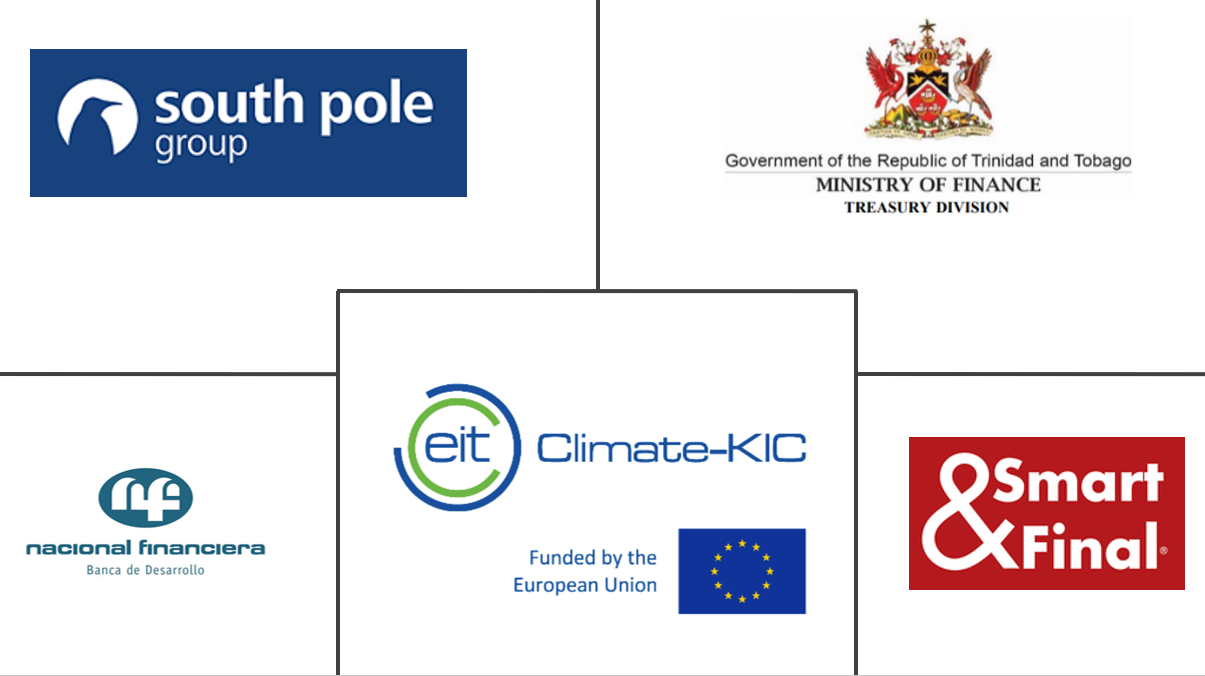 south pole
group
Government of the Republic of Trinidad and Tobago
MINISTRY OF FINANCE
TREASURY DIVISION
nf
nacional financiera
Banca de Desarrollo
eit Climate-KIC
Funded by the
European Union
&Smart
Final®